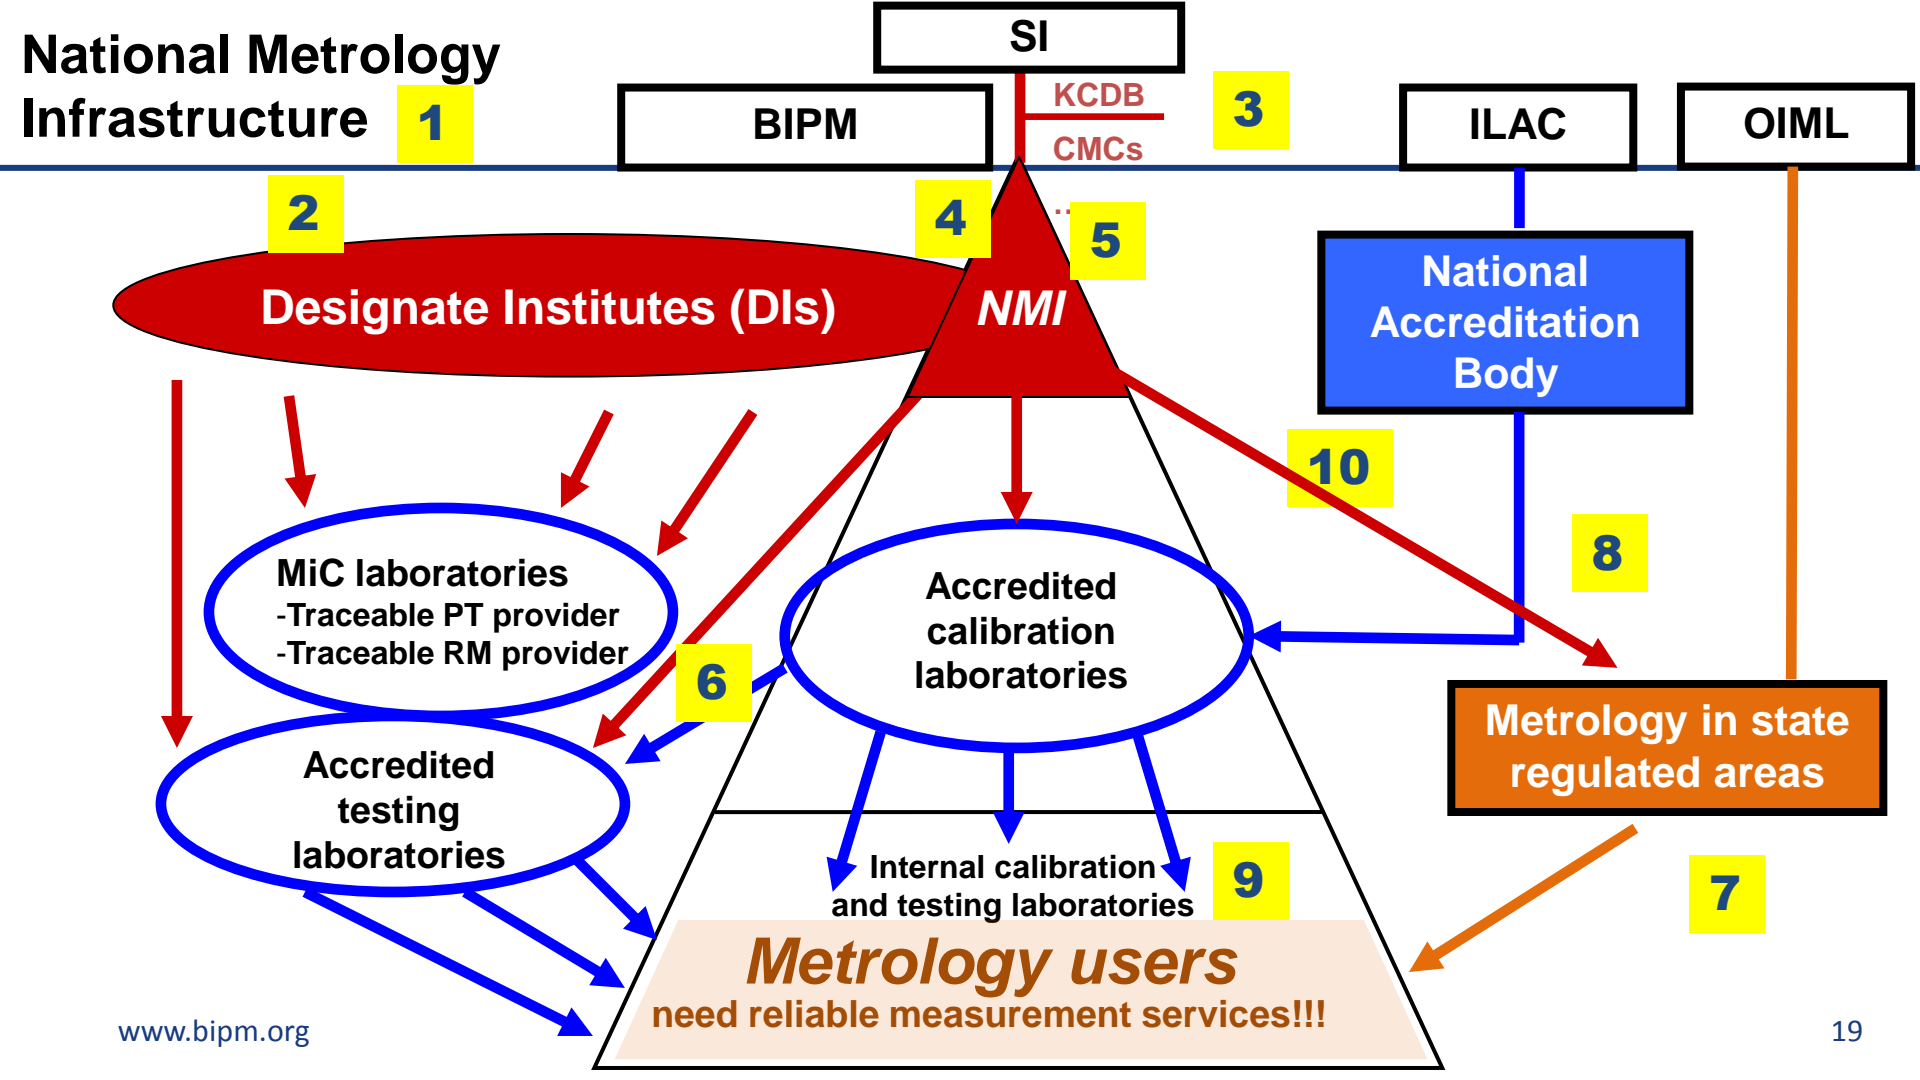 National Metrology
Infrastructure
1
SI
KCDB
CMCs
...
3
BIPM
ILAC
OIML
2
4
5
Designate Institutes (DIs)
NMI
National
Accreditation
Body
10
8
MiC laboratories
-Traceable PT provider
-Traceable RM provider
Accredited
calibration
laboratories
6
Metrology in state
regulated areas
Accredited
testing
laboratories
Internal calibration
and testing laboratories
9
7
Metrology users
need reliable measurement services!!!
www.bipm.org
19